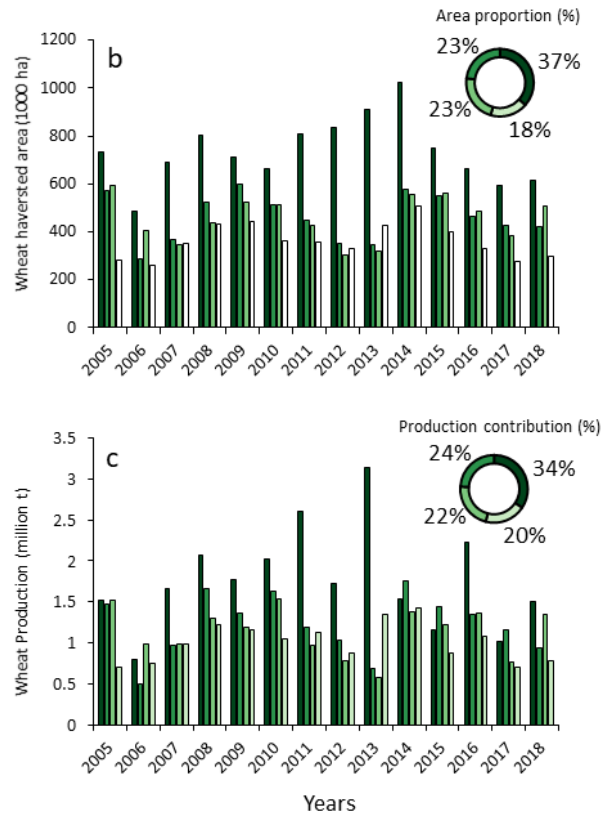 Area proportion (%)
b
23%
37%
23%
18%
Wheat haversted area (1000 ha)
1200
1000
800
600
400
200
0
2005 2006 2007 2008 2009 2010 2011 2012 2013 2014 2015 2016 2017 2018
Production contribution (%)
c
24%
34%
22%
20%
Wheat Production (million t)
3.5
3
2.5
2
1.5
1
0.5
0
2005 2006 2007 2008 2009 2010 2011 2012 2013 2014 2015 2016 2017 2018
Years